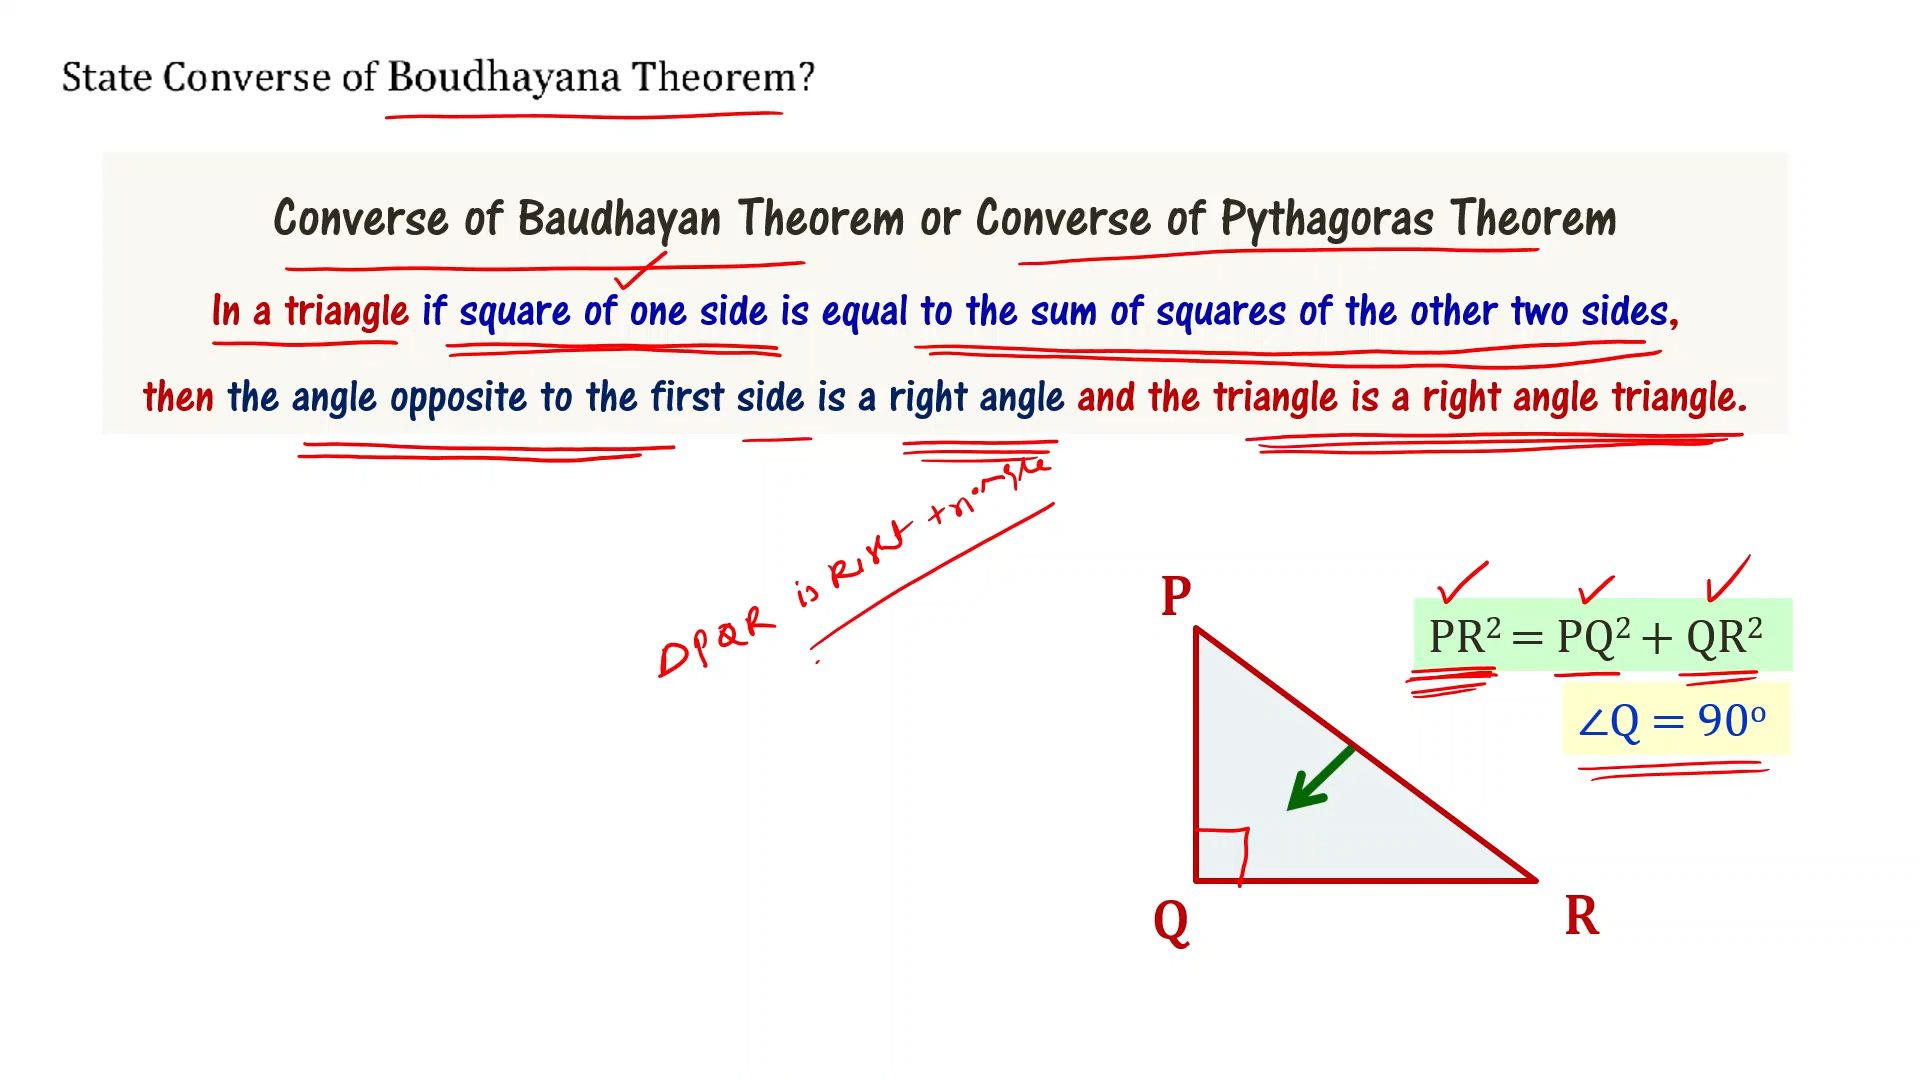 State Converse of Boudhayana Theorem?
Converse of Baudhayan Theorem or Converse of Pythagoras Theorem
In a triangle if square of one side is equal to the sum of squares of the other two sides,
then the angle opposite to the first side is a right angle and the triangle is a right angle triangle.
△PQR is Right triangle
P
PR² = PQ² + QR²
∠Q = 90°
Q
R